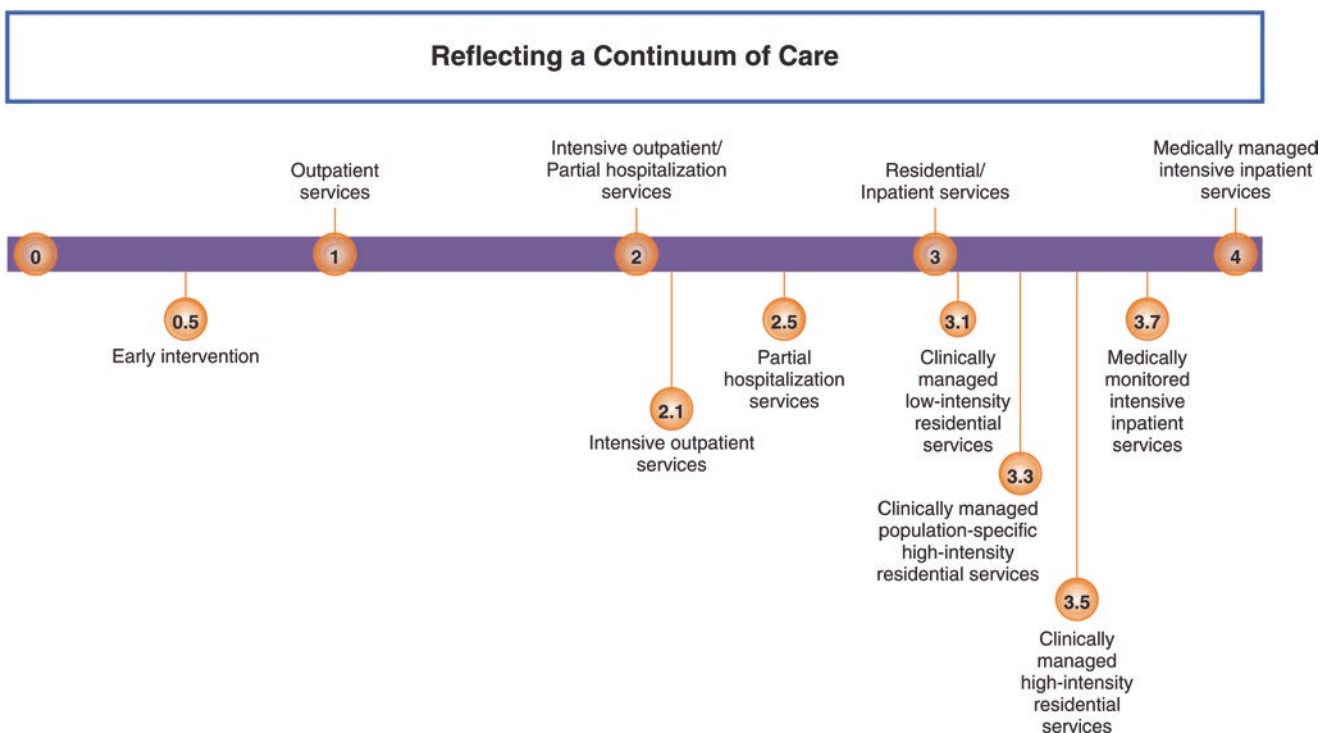 Reflecting a Continuum of Care
Outpatient
services
Intensive outpatient/
Partial hospitalization
services
Residential/
Inpatient services
Medically managed
intensive inpatient
services
0
1
2
3
4
0.5
Early intervention
2.1
Intensive outpatient
services
2.5
Partial
hospitalization
services
3.1
Clinically
managed
low-intensity
residential
services
3.3
Clinically managed
population-specific
high-intensity
residential services
3.5
Clinically
managed
high-intensity
residential
services
3.7
Medically
monitored
intensive
inpatient
services